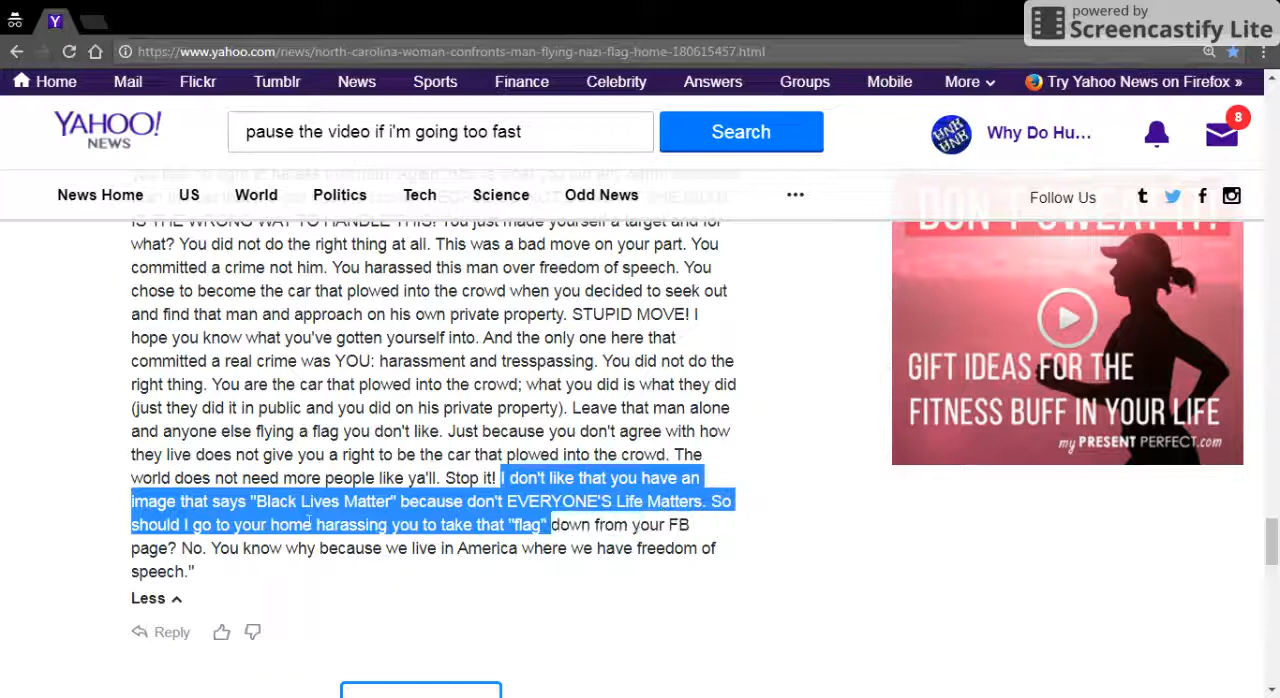 powered by
Screencastify Lite
Y
https://www.yahoo.com/news/north-carolina-woman-confronts-man-flying-nazi-flag-home-180615457.html
Home Mail Flickr Tumblr News Sports Finance Celebrity Answers Groups Mobile More Try Yahoo News on Firefox »
YAHOO!
NEWS
pause the video if i'm going too fast
Search
HNH
HNH
Why Do Hu...
8
News Home US World Politics Tech Science Odd News ... Follow Us
DON'T SWEAT IT!
IS THE WRONG WAY TO HANDLE THIS! You just made yourself a target and for
what? You did not do the right thing at all. This was a bad move on your part. You
committed a crime not him. You harassed this man over freedom of speech. You
chose to become the car that plowed into the crowd when you decided to seek out
and find that man and approach on his own private property. STUPID MOVE! I
hope you know what you've gotten yourself into. And the only one here that
committed a real crime was YOU: harassment and tresspassing. You did not do the
right thing. You are the car that plowed into the crowd; what you did is what they did
(just they did it in public and you did on his private property). Leave that man alone
and anyone else flying a flag you don't like. Just because you don't agree with how
they live does not give you a right to be the car that plowed into the crowd. The
world does not need more people like ya'll. Stop it! I don't like that you have an
image that says "Black Lives Matter" because don't EVERYONE'S Life Matters. So
should I go to your home harassing you to take that "flag" down from your FB
page? No. You know why because we live in America where we have freedom of
speech."
Less
Reply
GIFT IDEAS FOR THE
FITNESS BUFF IN YOUR LIFE
my PRESENT PERFECT.com